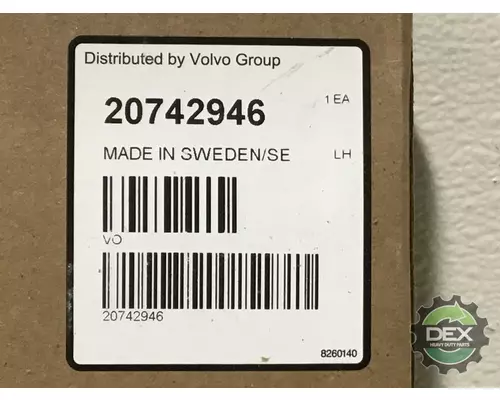 Distributed by Volvo Group
20742946 1 EA
MADE IN SWEDEN/SE LH
VO
20742946
8260140
DEX
HEAVY DUTY PARTS